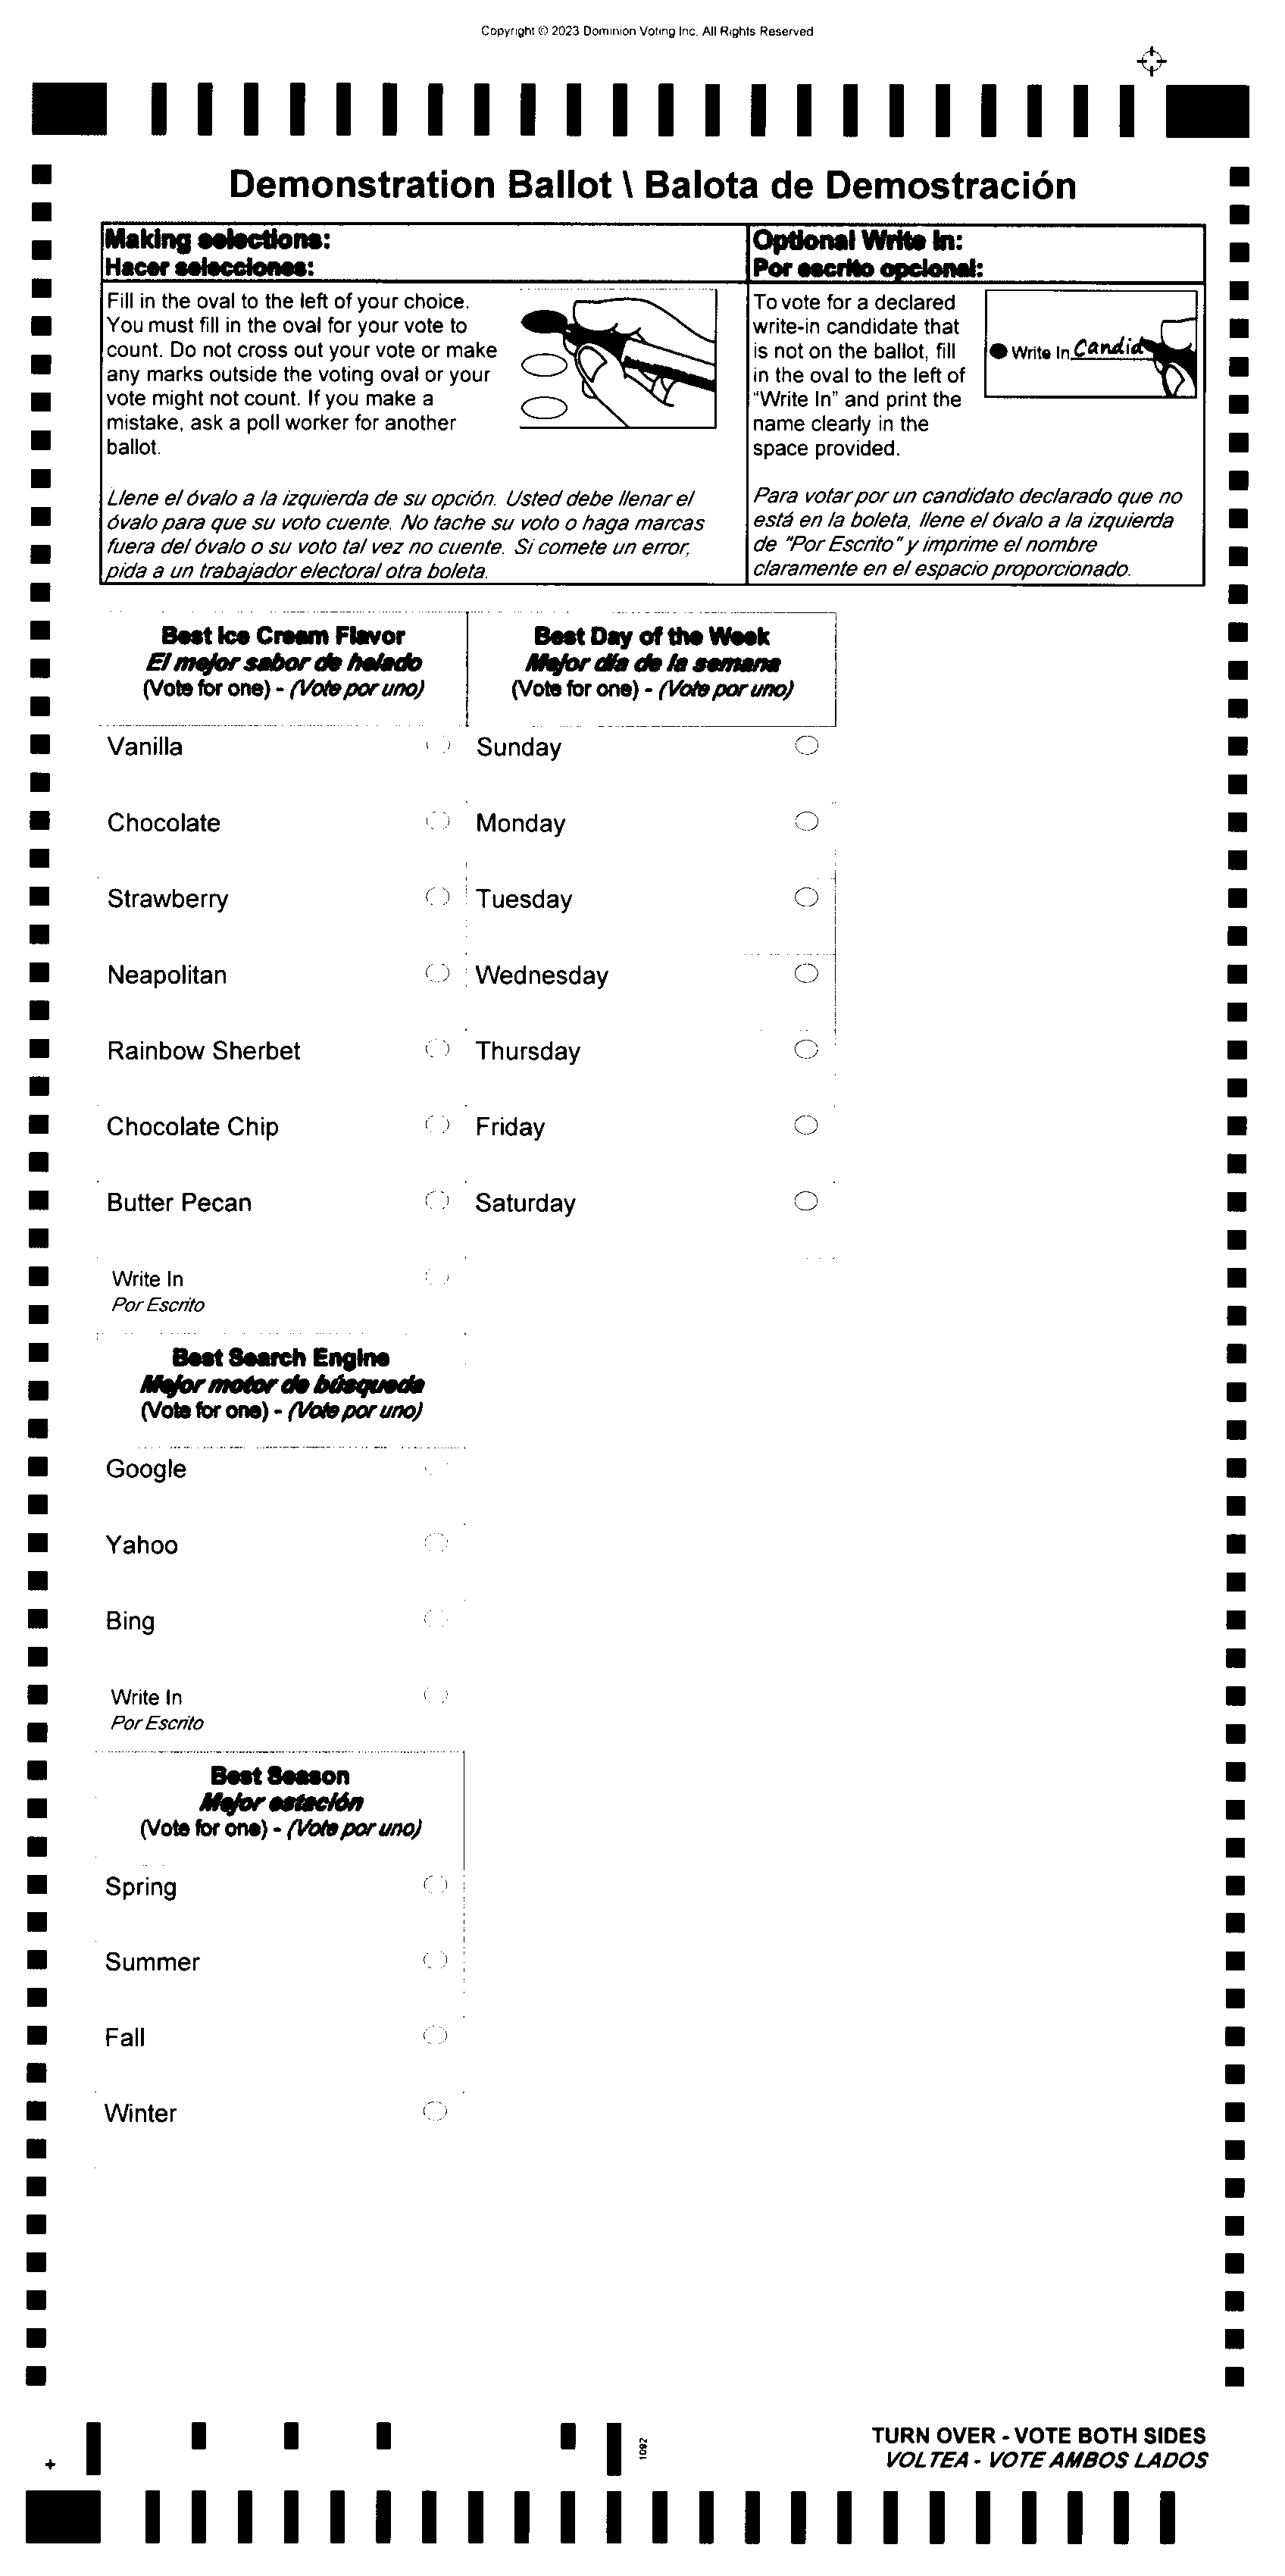 Copyright © 2023 Dominion Voting Inc. All Rights Reserved
Demonstration Ballot \ Balota de Demostración
Making selections:
Hacer selecciones:
Fill in the oval to the left of your choice.
You must fill in the oval for your vote to
count. Do not cross out your vote or make
any marks outside the voting oval or your
vote might not count. If you make a
mistake, ask a poll worker for another
ballot.
Llene el óvalo a la izquierda de su opción. Usted debe llenar el
óvalo para que su voto cuente. No tache su voto o haga marcas
fuera del óvalo o su voto tal vez no cuente. Si comete un error,
pida a un trabajador electoral otra boleta.
Optional Write In:
Por escrito opcional:
To vote for a declared
write-in candidate that
is not on the ballot, fill
in the oval to the left of
"Write In" and print the
name clearly in the
space provided.
Write In Candid
Para votar por un candidato declarado que no
está en la boleta, llene el óvalo a la izquierda
de "Por Escrito" y imprime el nombre
claramente en el espacio proporcionado.
Best Ice Cream Flavor
El mejor sabor de helado
(Vote for one) - (Vote por uno)
Vanilla
Chocolate
Strawberry
Neapolitan
Rainbow Sherbet
Chocolate Chip
Butter Pecan
Write In
Por Escrito
Best Search Engine
Mejor motor de búsqueda
(Vote for one) - (Vote por uno)
Google
Yahoo
Bing
Write In
Por Escrito
Best Season
Mejor estación
(Vote for one) - (Vote por uno)
Spring
Summer
Fall
Winter
Best Day of the Week
Mejor día de la semana
(Vote for one) - (Vote por uno)
Sunday
Monday
Tuesday
Wednesday
Thursday
Friday
Saturday
1092
TURN OVER - VOTE BOTH SIDES
VOLTEA - VOTE AMBOS LADOS